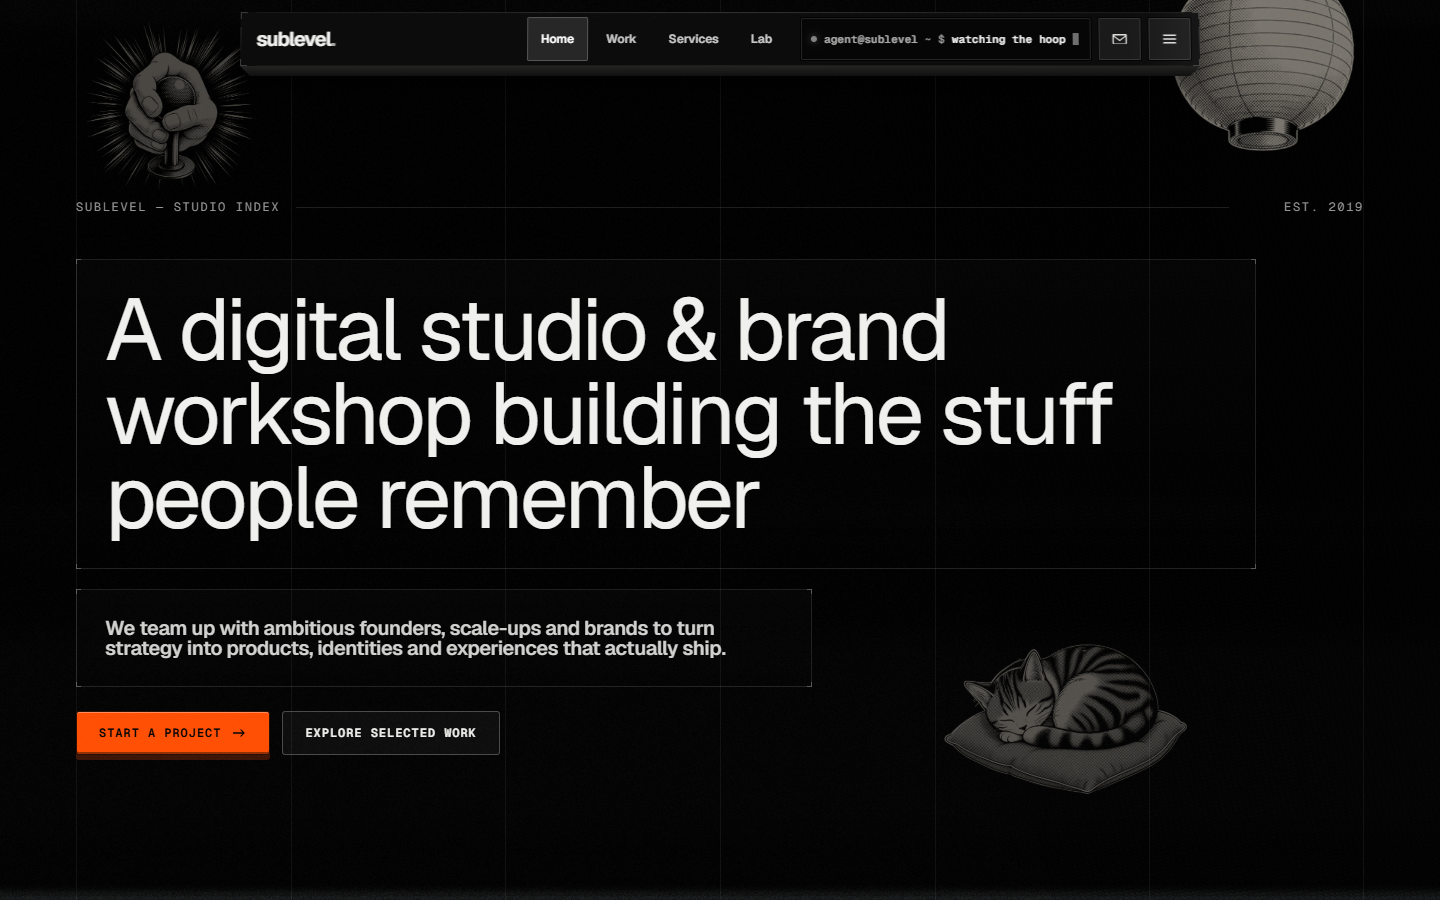 sublevel.
Home
Work
Services
Lab
agent@sublevel ~ $ watching the hoop
SUBLEVEL — STUDIO INDEX
EST. 2019
A digital studio & brand
workshop building the stuff
people remember
We team up with ambitious founders, scale-ups and brands to turn
strategy into products, identities and experiences that actually ship.
START A PROJECT →
EXPLORE SELECTED WORK